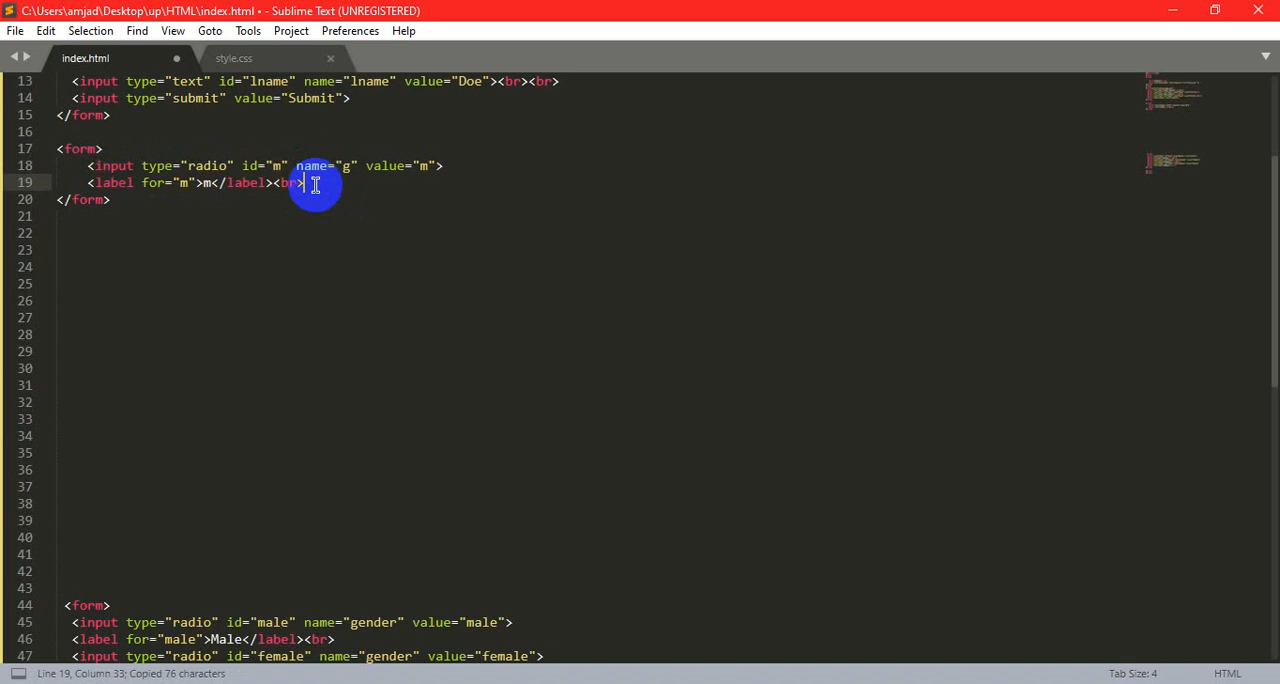 C:\Users\amjad\Desktop\up\HTML\index.html • - Sublime Text (UNREGISTERED)
File Edit Selection Find View Goto Tools Project Preferences Help
index.html style.css
13 <input type="text" id="lname" name="lname" value="Doe"><br><br>
14 <input type="submit" value="Submit">
15 </form>
16
17 <form>
18 <input type="radio" id="m" name="g" value="m">
19 <label for="m">m</label><br>
20 </form>
21
22
23
24
25
26
27
28
29
30
31
32
33
34
35
36
37
38
39
40
41
42
43
44 <form>
45 <input type="radio" id="male" name="gender" value="male">
46 <label for="male">Male</label><br>
47 <input type="radio" id="female" name="gender" value="female">
Line 19, Column 33; Copied 76 characters Tab Size: 4 HTML